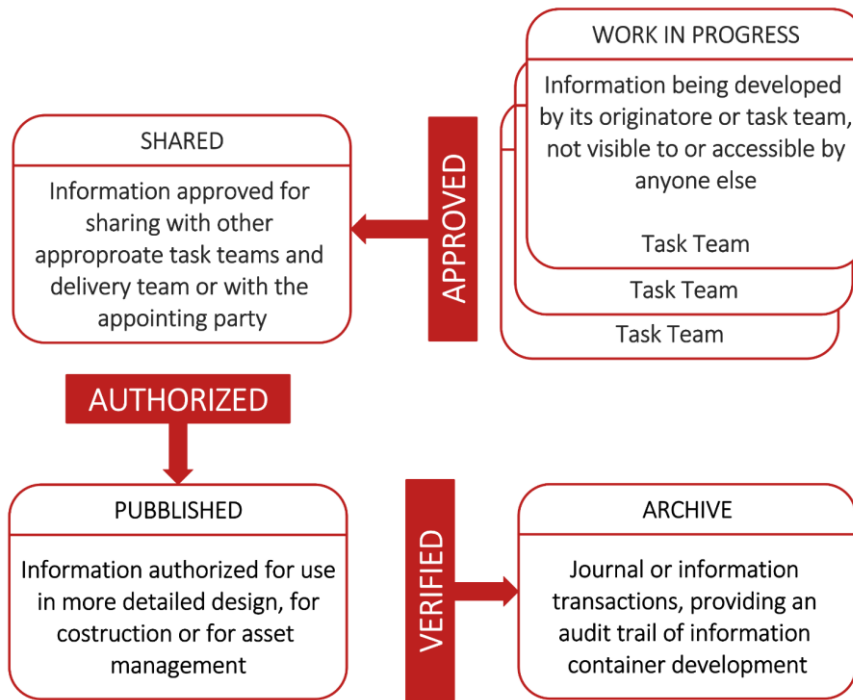 WORK IN PROGRESS
Information being developed
by its originatore or task team,
not visible to or accessible by
anyone else
Task Team
Task Team
Task Team
APPROVED
SHARED
Information approved for
sharing with other
approproate task teams and
delivery team or with the
appointing party
AUTHORIZED
PUBBLISHED
Information authorized for use
in more detailed design, for
costruction or for asset
management
VERIFIED
ARCHIVE
Journal or information
transactions, providing an
audit trail of information
container development